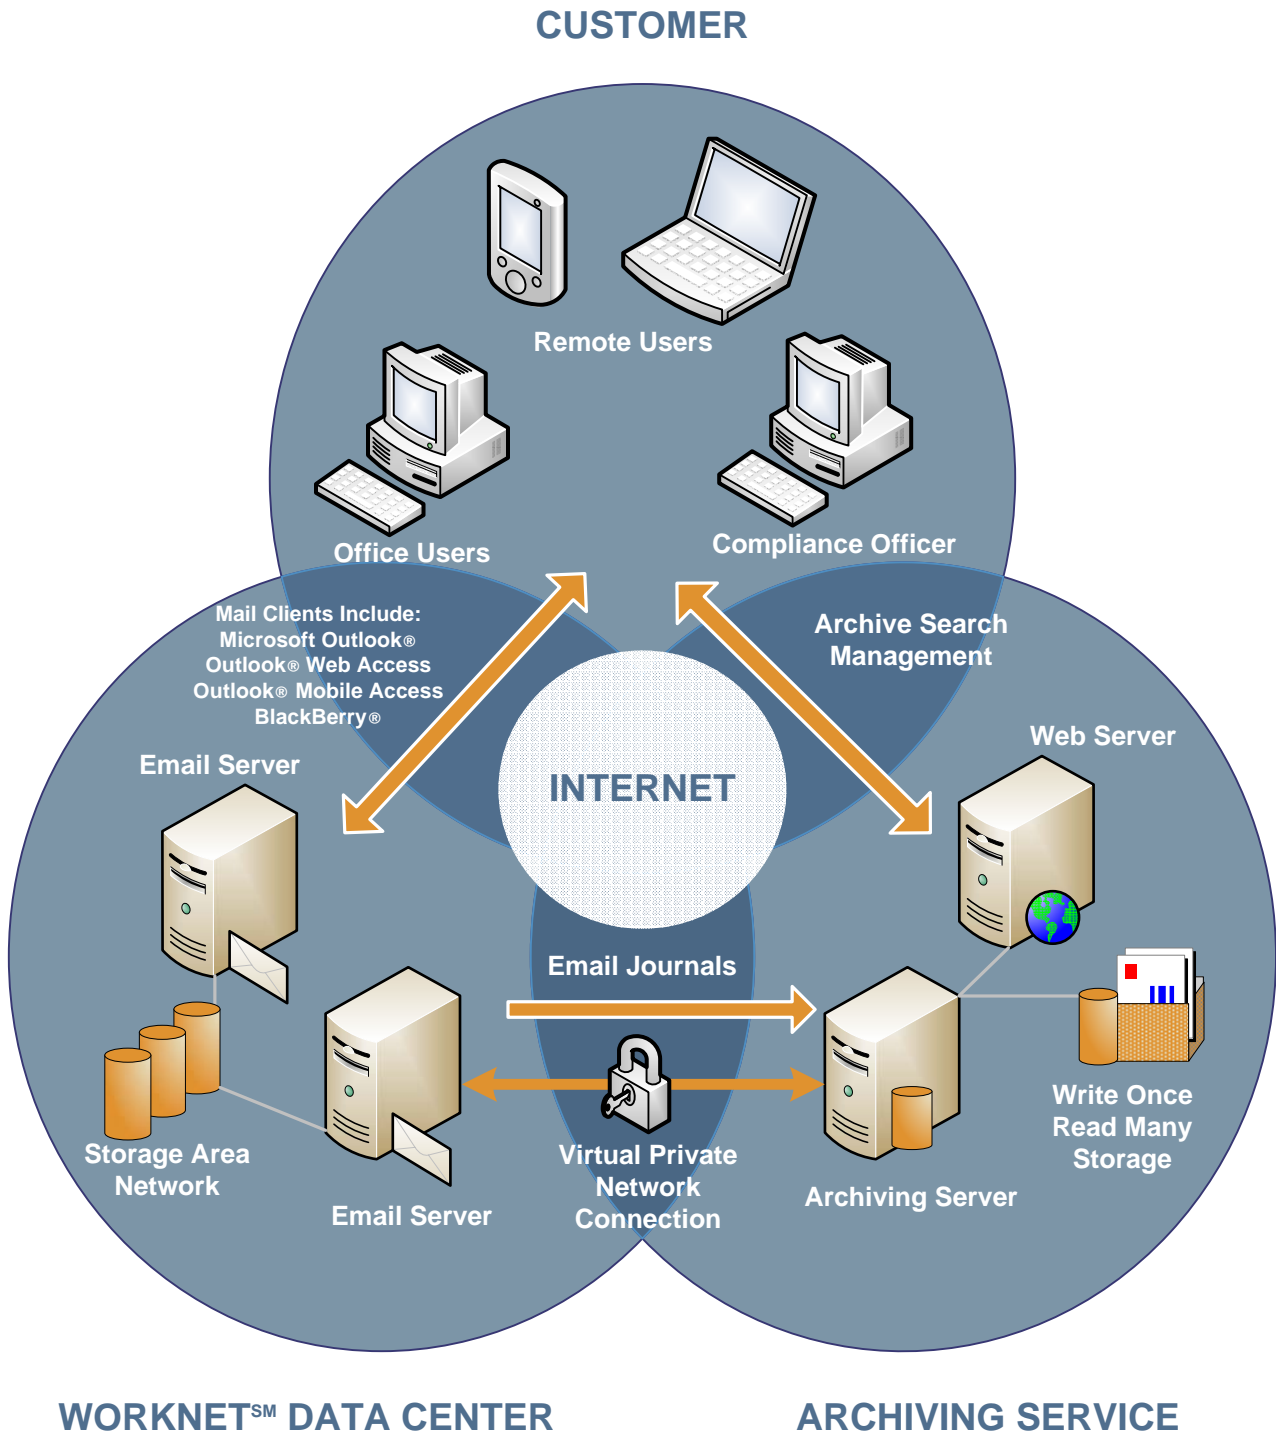 CUSTOMER
Remote Users
Office Users
Compliance Officer
Mail Clients Include:
Microsoft Outlook®
Outlook® Web Access
Outlook® Mobile Access
BlackBerry®
Archive Search
Management
Email Server
INTERNET
Web Server
Email Journals
Storage Area
Network
Email Server
Virtual Private
Network
Connection
Archiving Server
Write Once
Read Many
Storage
WORKNET℠ DATA CENTER
ARCHIVING SERVICE